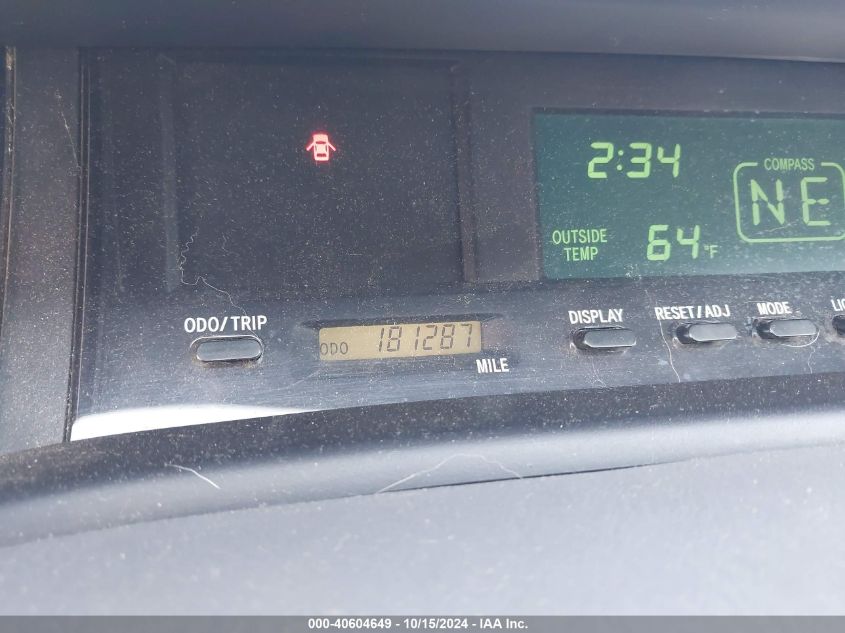 2:34
COMPASS
NE
OUTSIDE
TEMP
64°F
ODO/TRIP
ODO 181287
MILE
DISPLAY
RESET/ADJ
MODE
000-40604649 - 10/15/2024 - IAA Inc.